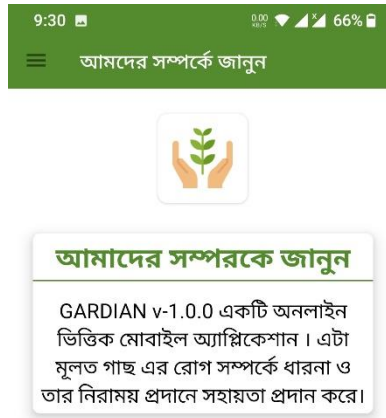 9:30 0.00 KB/S 66%
আমদের সম্পর্কে জানুন
আমাদের সম্পরকে জানুন
GARDIAN v-1.0.0 একটি অনলাইন
ভিত্তিক মোবাইল অ্যাপ্লিকেশান । এটা
মূলত গাছ এর রোগ সম্পর্কে ধারনা ও
তার নিরাময় প্রদানে সহায়তা প্রদান করে।